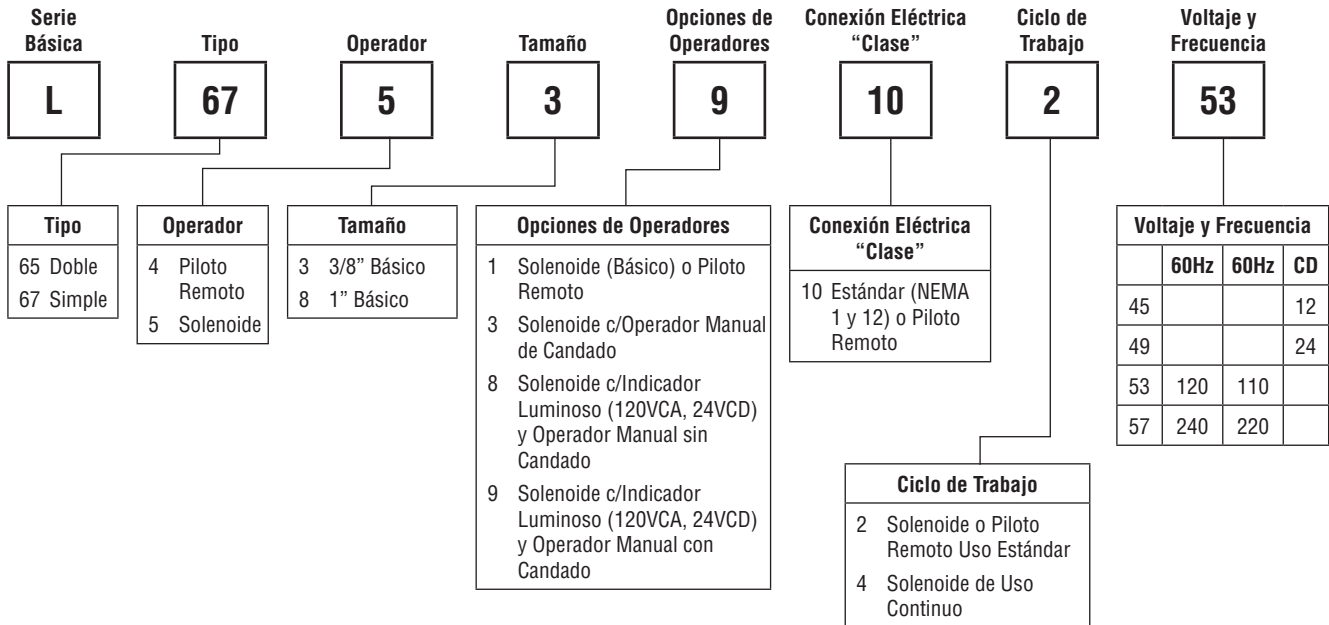 Serie Básica
Tipo
Operador
Tamaño
Opciones de Operadores
Conexión Eléctrica “Clase”
Ciclo de Trabajo
Voltaje y Frecuencia
L
67
5
3
9
10
2
53
Tipo
65 Doble
67 Simple
Operador
4 Piloto
Remoto
5 Solenoide
Tamaño
3 3/8” Básico
8 1” Básico
Opciones de Operadores
1 Solenoide (Básico) o Piloto
Remoto
3 Solenoide c/Operador Manual
de Candado
8 Solenoide c/Indicador
Luminoso (120VCA, 24VCD)
y Operador Manual sin
Candado
9 Solenoide c/Indicador
Luminoso (120VCA, 24VCD)
y Operador Manual con
Candado
Conexión Eléctrica
“Clase”
10 Estándar (NEMA
1 y 12) o Piloto
Remoto
Ciclo de Trabajo
2 Solenoide o Piloto
Remoto Uso Estándar
4 Solenoide de Uso
Continuo
Voltaje y Frecuencia
60Hz 60Hz CD
45 12
49 24
53 120 110
57 240 220